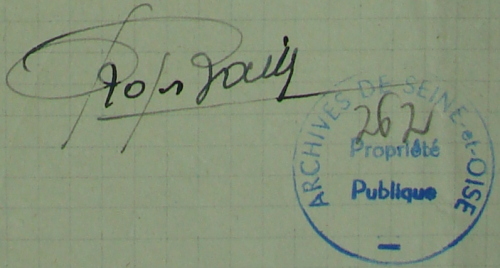 262
ARCHIVES DE SEINE-et-OISE
Propriété
Publique